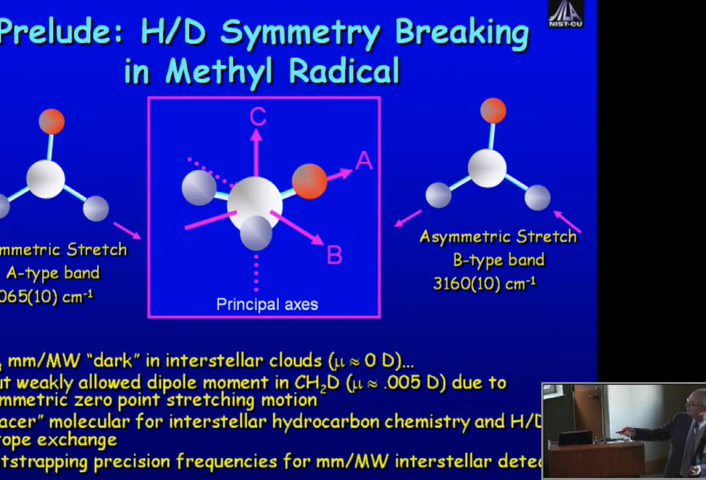 Prelude: H/D Symmetry Breaking
in Methyl Radical
NIST-CU
C
A
B
Principal axes
mmetric Stretch
A-type band
065(10) cm⁻¹
Asymmetric Stretch
B-type band
3160(10) cm⁻¹
mm/MW “dark” in interstellar clouds (μ ≈ 0 D)...
ut weakly allowed dipole moment in CH₂D (μ ≈ .005 D) due to
mmetric zero point stretching motion
acer” molecular for interstellar hydrocarbon chemistry and H/D
tope exchange
tstrapping precision frequencies for mm/MW interstellar dete